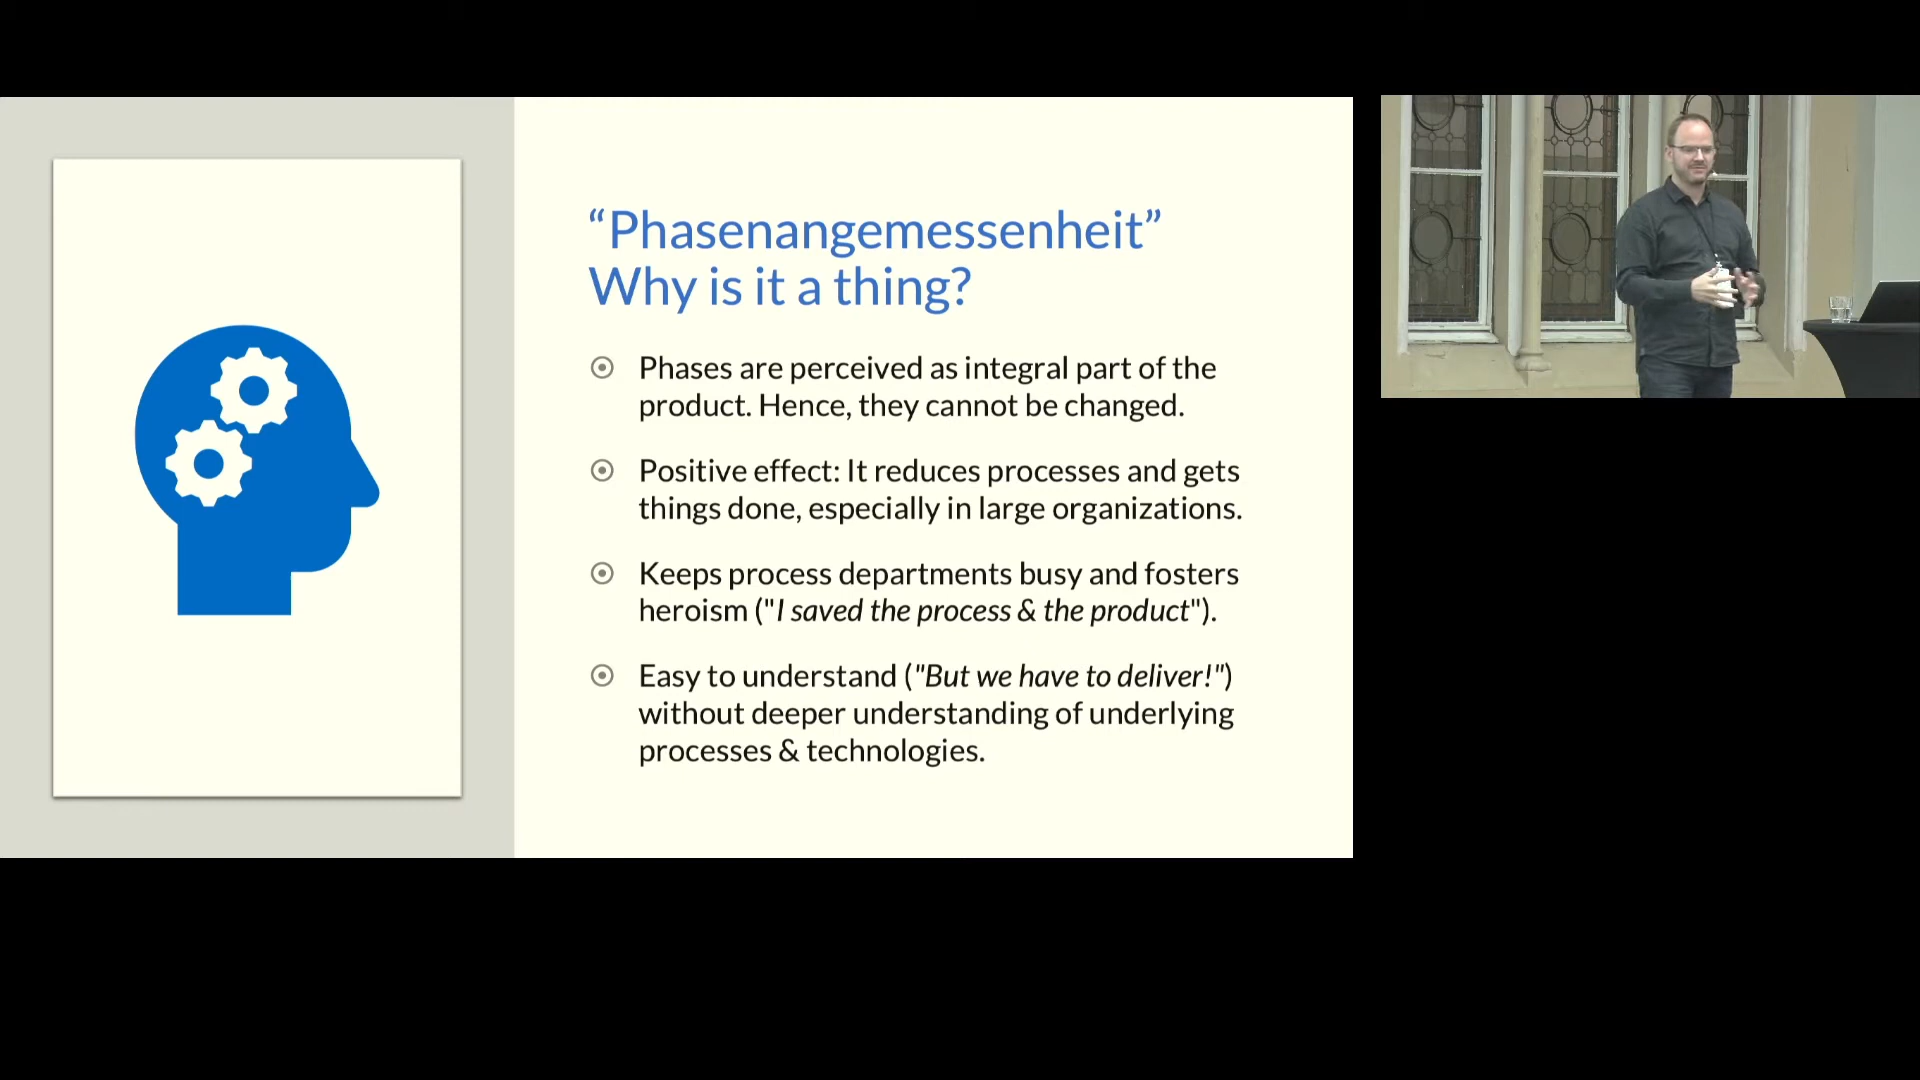 “Phasenangemessenheit”
Why is it a thing?
Phases are perceived as integral part of the
product. Hence, they cannot be changed.
Positive effect: It reduces processes and gets
things done, especially in large organizations.
Keeps process departments busy and fosters
heroism ("I saved the process & the product").
Easy to understand ("But we have to deliver!")
without deeper understanding of underlying
processes & technologies.